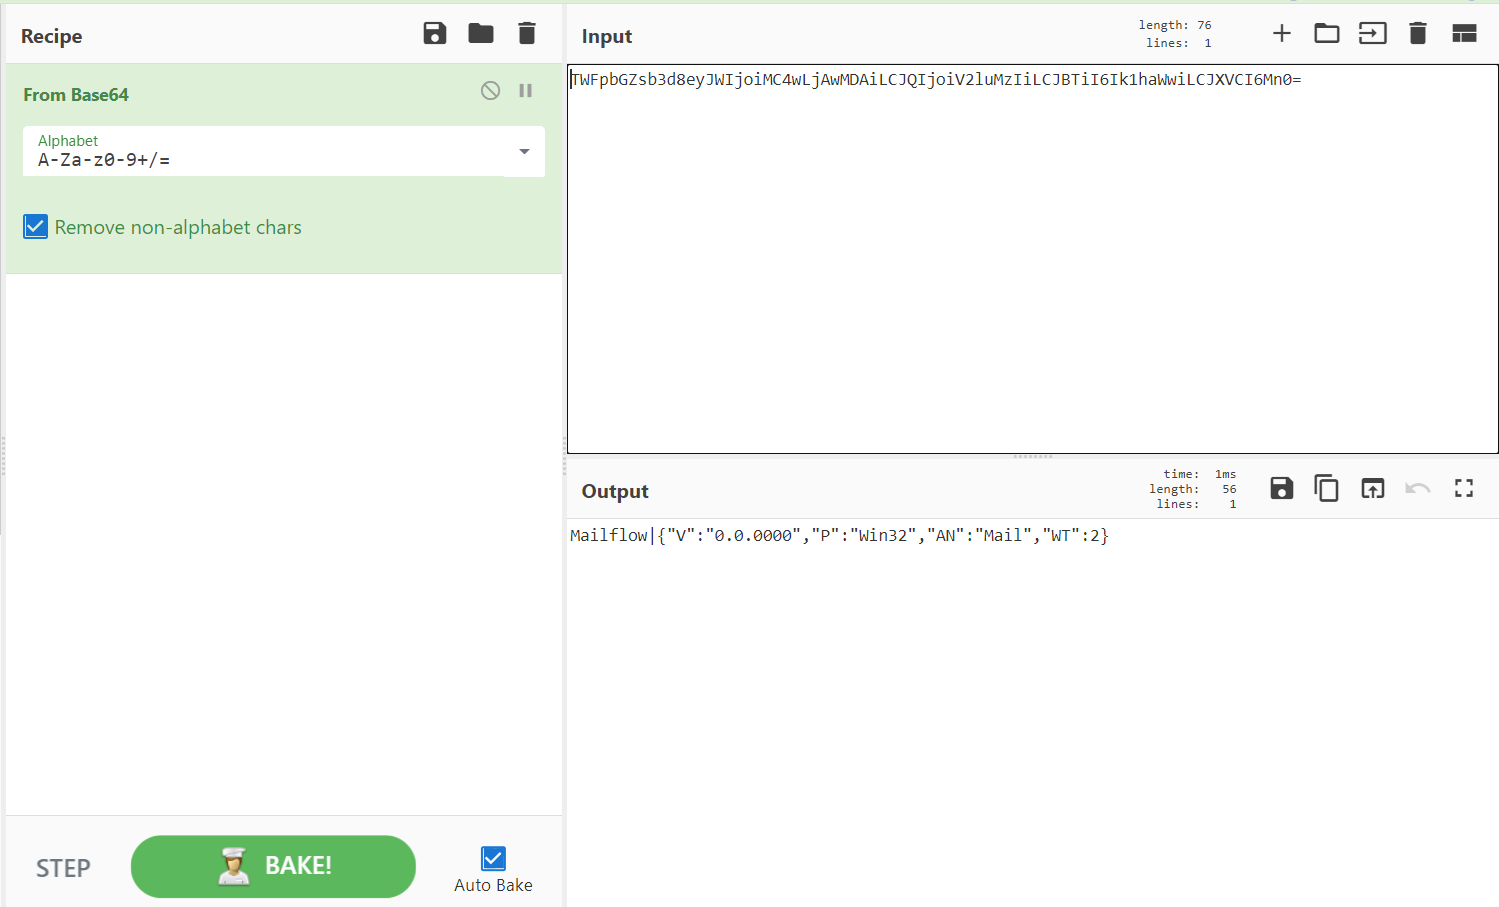 Recipe
From Base64
Alphabet
A-Za-z0-9+/=
Remove non-alphabet chars
STEP
BAKE!
Auto Bake
Input
length: 76
lines: 1
TWFpbGZsb3d8eyJWIjoiMC4wLjAwMDAiLCJQIjoiV2luMzIiLCJBTiI6Ik1haWwiLCJXVCI6Mn0=
Output
time: 1ms
length: 56
lines: 1
Mailflow|{"V":"0.0.0000","P":"Win32","AN":"Mail","WT":2}